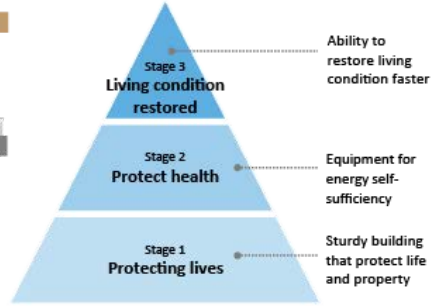 Stage 3
Living condition
restored
Ability to
restore living
condition faster
Stage 2
Protect health
Equipment for
energy self-
sufficiency
Stage 1
Protecting lives
Sturdy building
that protect life
and property